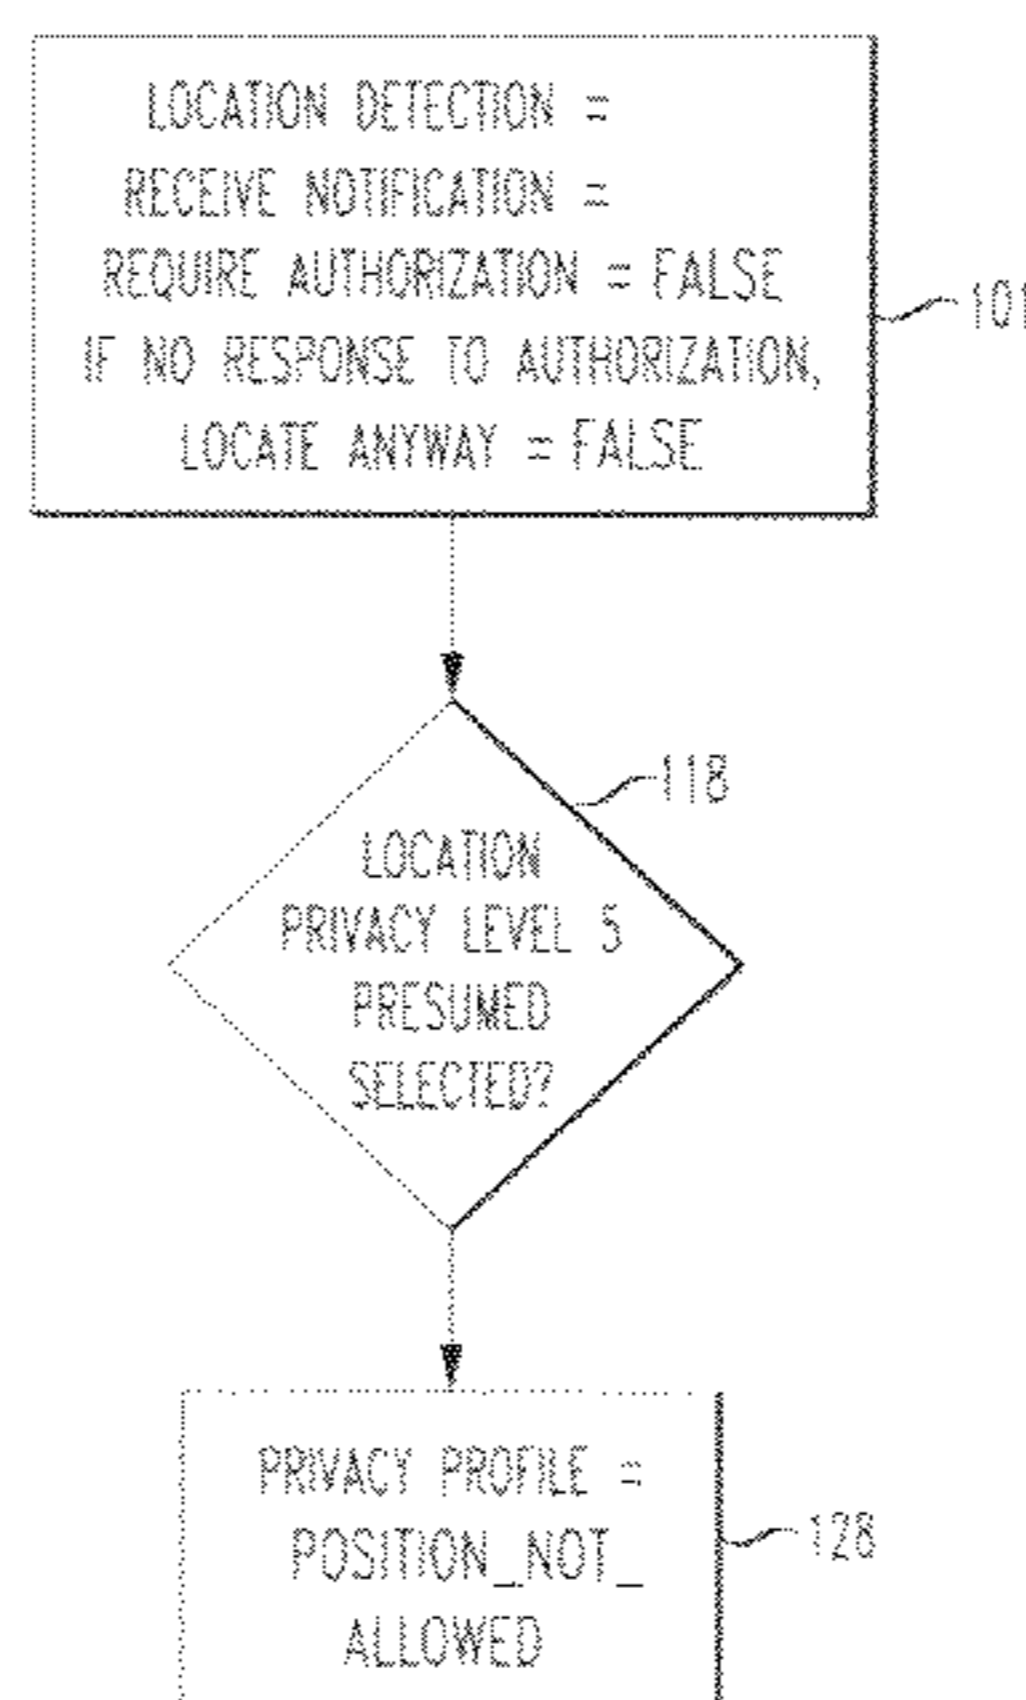 LOCATION DETECTION =
RECEIVE NOTIFICATION =
REQUIRE AUTHORIZATION = FALSE
IF NO RESPONSE TO AUTHORIZATION,
LOCATE ANYWAY = FALSE
101
118
LOCATION
PRIVACY LEVEL 5
PRESUMED
SELECTED?
PRIVACY PROFILE =
POSITION_NOT_
ALLOWED
128